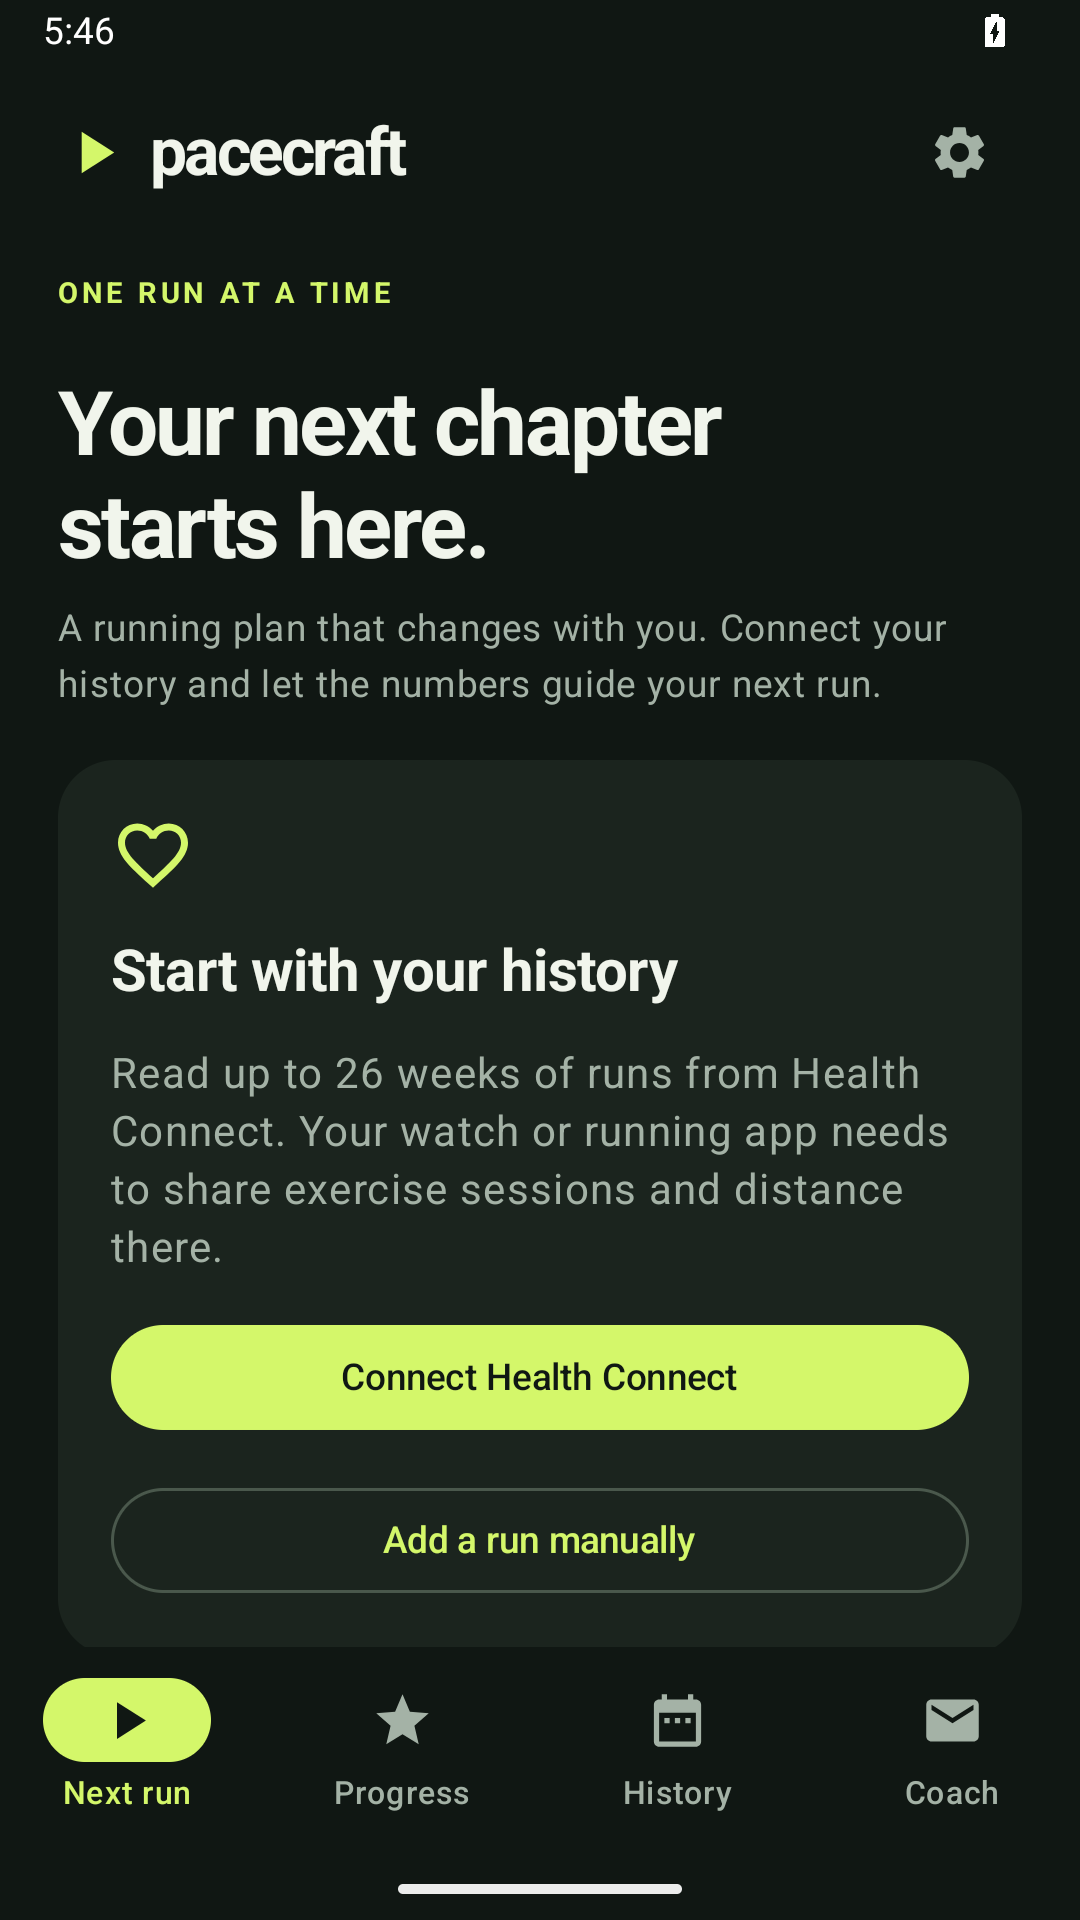 5:46
pacecraft
ONE RUN AT A TIME
Your next chapter
starts here.
A running plan that changes with you. Connect your
history and let the numbers guide your next run.
Start with your history
Read up to 26 weeks of runs from Health
Connect. Your watch or running app needs
to share exercise sessions and distance
there.
Connect Health Connect
Add a run manually
Next run
Progress
History
Coach